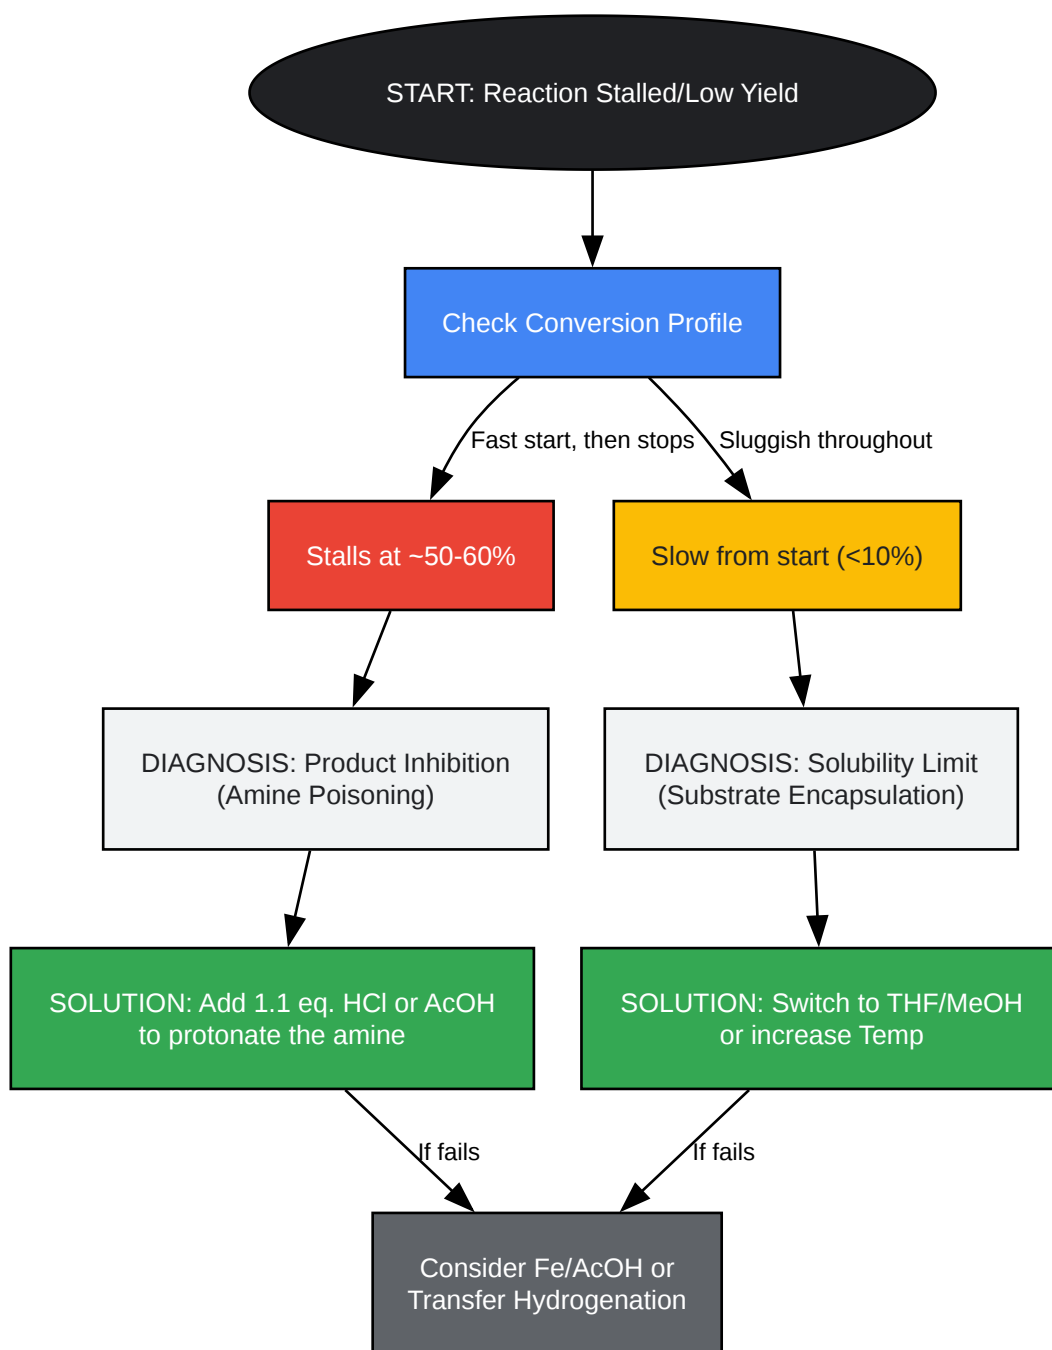 START: Reaction Stalled/Low Yield
Check Conversion Profile
Fast start, then stops
Sluggish throughout
Stalls at ~50-60%
Slow from start (<10%)
DIAGNOSIS: Product Inhibition
(Amine Poisoning)
DIAGNOSIS: Solubility Limit
(Substrate Encapsulation)
SOLUTION: Add 1.1 eq. HCl or AcOH
to protonate the amine
SOLUTION: Switch to THF/MeOH
or increase Temp
If fails
If fails
Consider Fe/AcOH or
Transfer Hydrogenation